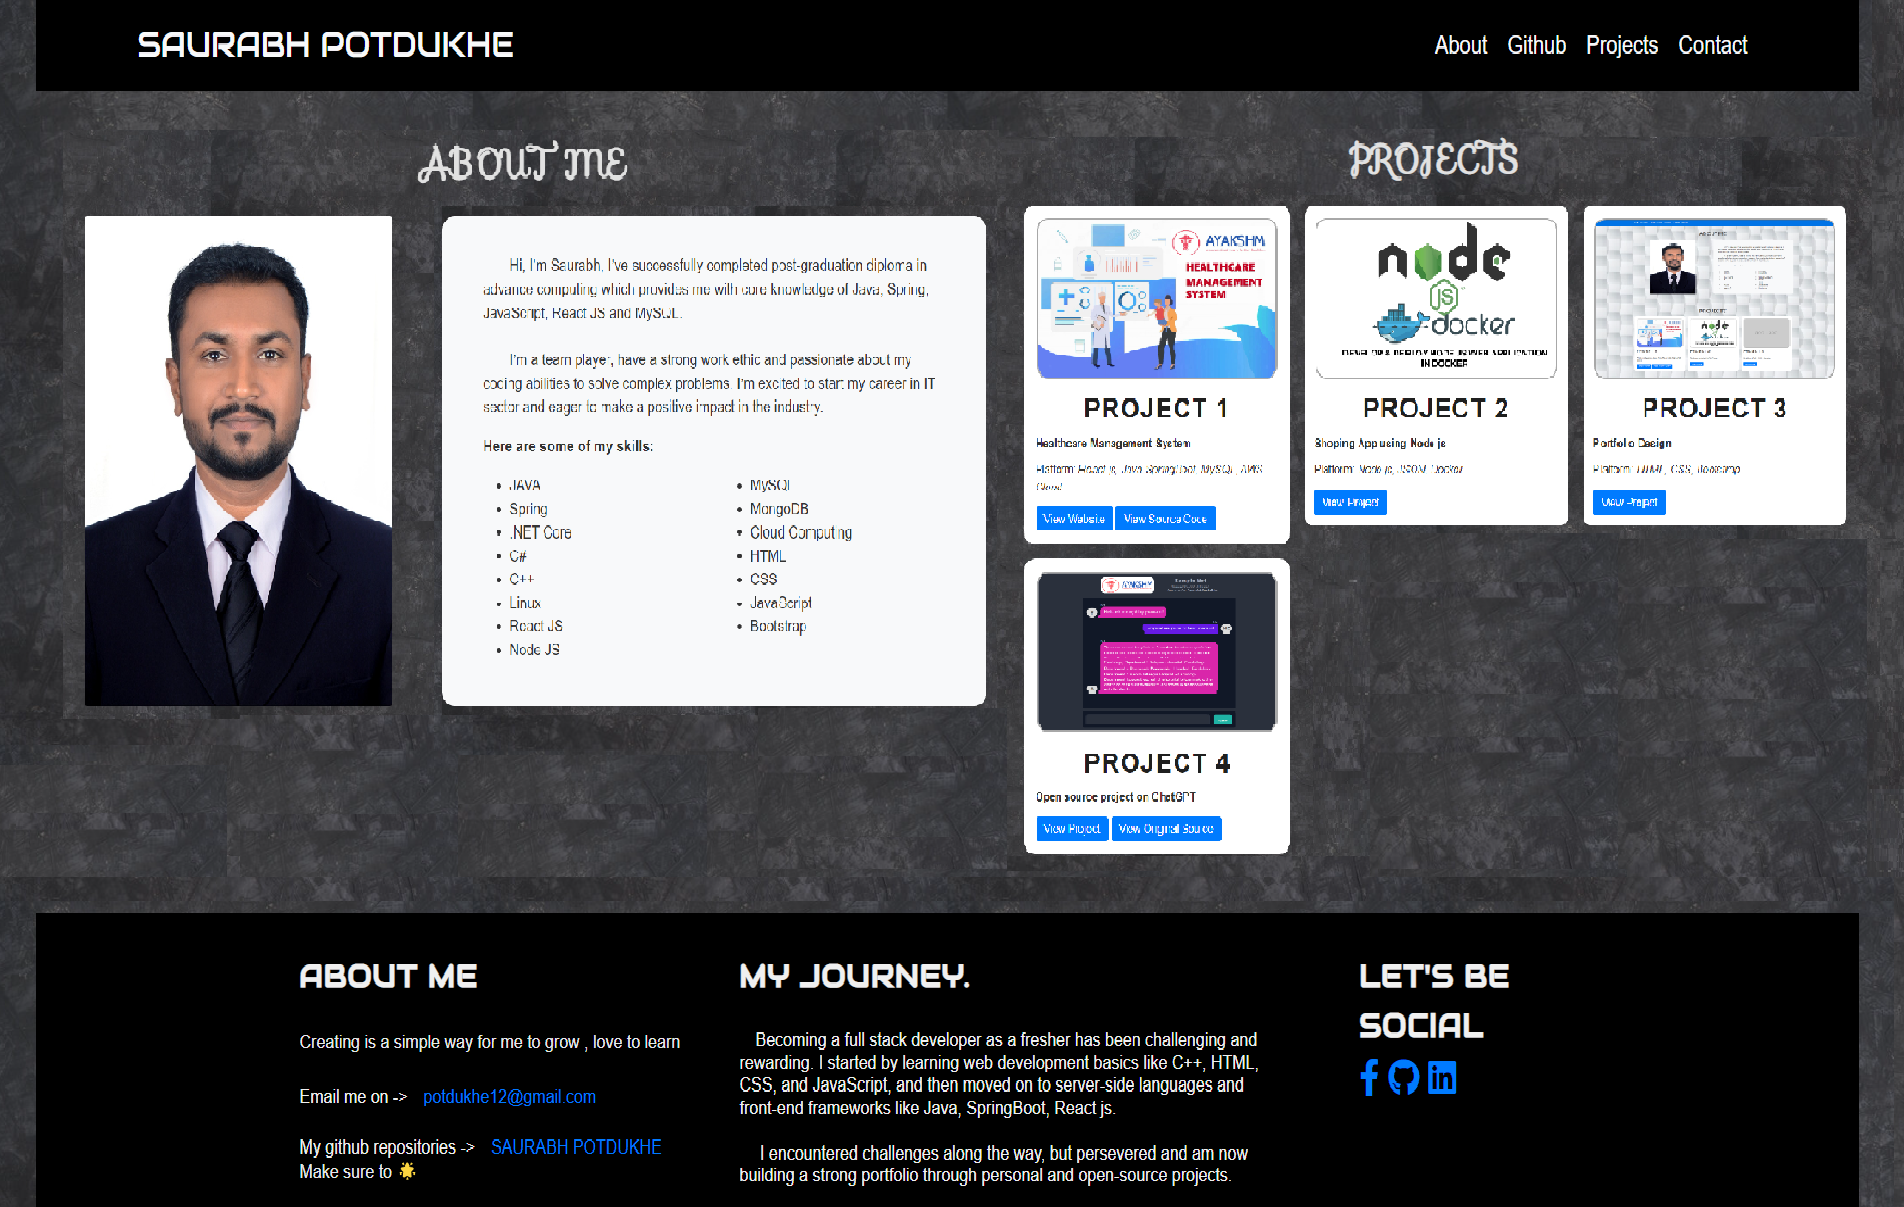 SAURABH POTDUKHE
About Github Projects Contact
ABOUT ME
Hi, I'm Saurabh, I've successfully completed post-graduation diploma in
advance computing which provides me with core knowledge of Java, Spring,
JavaScript, React JS and MySQL.
I'm a team player, have a strong work ethic and passionate about my
coding abilities to solve complex problems. I'm excited to start my career in IT
sector and eager to make a positive impact in the industry.
Here are some of my skills:
JAVA
Spring
.NET Core
C#
C++
Linux
React JS
Node JS
MySQL
MongoDB
Cloud Computing
HTML
CSS
JavaScript
Bootstrap
PROJECTS
AYAKSHM
HEALTHCARE
MANAGEMENT
SYSTEM
PROJECT 1
Healthcare Management System
Platform: React js, Java SpringBoot, MySQL, AWS
Cloud
View Website View Source Code
node
JS
docker
DEVELOP & DEPLOY NODE JS WEB APPLICATION
IN DOCKER
PROJECT 2
Shoping App using Node js
Platform: Node js, JSON, Docker
View Project
PROJECT 3
Portfolio Design
Platform: HTML, CSS, Bootstrap
View Project
AYAKSHM
PROJECT 4
Open source project on ChatGPT
View Project View Original Source
ABOUT ME
Creating is a simple way for me to grow , love to learn
Email me on -> potdukhe12@gmail.com
My github repositories -> SAURABH POTDUKHE
Make sure to 🌟
MY JOURNEY.
Becoming a full stack developer as a fresher has been challenging and
rewarding. I started by learning web development basics like C++, HTML,
CSS, and JavaScript, and then moved on to server-side languages and
front-end frameworks like Java, SpringBoot, React js.
I encountered challenges along the way, but persevered and am now
building a strong portfolio through personal and open-source projects.
LET'S BE
SOCIAL